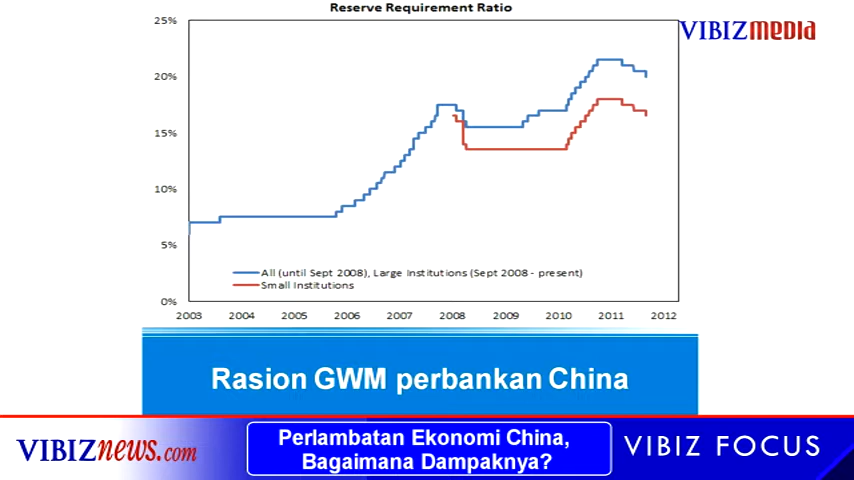 Reserve Requirement Ratio
VIBIZmedia
25%
20%
15%
10%
5%
0%
All (until Sept 2008), Large Institutions (Sept 2008 - present)
Small Institutions
2003 2004 2005 2006 2007 2008 2009 2010 2011 2012
Rasion GWM perbankan China
VIBIZnews.com
Perlambatan Ekonomi China,
Bagaimana Dampaknya?
VIBIZ FOCUS